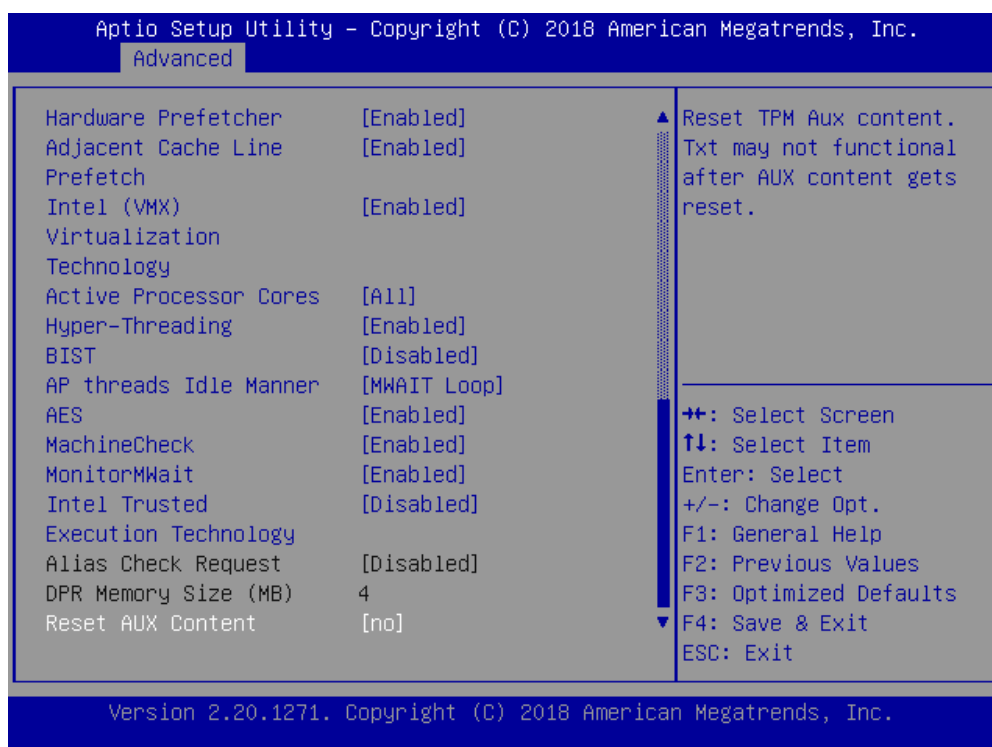 Aptio Setup Utility – Copyright (C) 2018 American Megatrends, Inc.
Advanced
Hardware Prefetcher [Enabled]
Adjacent Cache Line [Enabled]
Prefetch
Intel (VMX) [Enabled]
Virtualization
Technology
Active Processor Cores [All]
Hyper-Threading [Enabled]
BIST [Disabled]
AP threads Idle Manner [MWAIT Loop]
AES [Enabled]
MachineCheck [Enabled]
MonitorMWait [Enabled]
Intel Trusted [Disabled]
Execution Technology
Alias Check Request [Disabled]
DPR Memory Size (MB) 4
Reset AUX Content [no]
Reset TPM Aux content.
Txt may not functional
after AUX content gets
reset.
→←: Select Screen
↑↓: Select Item
Enter: Select
+/-: Change Opt.
F1: General Help
F2: Previous Values
F3: Optimized Defaults
F4: Save & Exit
ESC: Exit
Version 2.20.1271. Copyright (C) 2018 American Megatrends, Inc.